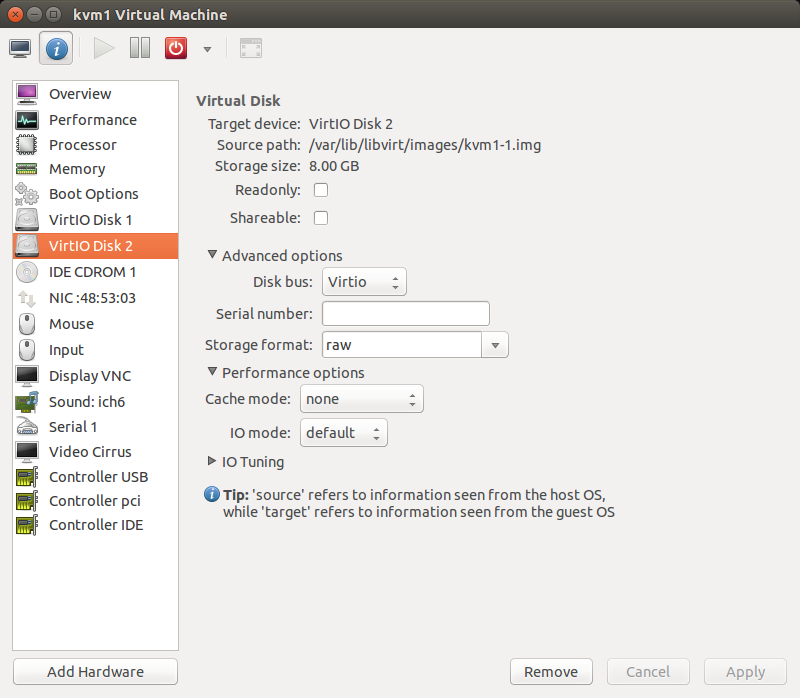 kvm1 Virtual Machine
Overview
Performance
Processor
Memory
Boot Options
VirtIO Disk 1
VirtIO Disk 2
IDE CDROM 1
NIC :48:53:03
Mouse
Input
Display VNC
Sound: ich6
Serial 1
Video Cirrus
Controller USB
Controller pci
Controller IDE
Add Hardware
Virtual Disk
Target device: VirtIO Disk 2
Source path: /var/lib/libvirt/images/kvm1-1.img
Storage size: 8.00 GB
Readonly:
Shareable:
Advanced options
Disk bus: Virtio
Serial number:
Storage format: raw
Performance options
Cache mode: none
IO mode: default
IO Tuning
Tip: 'source' refers to information seen from the host OS,
while 'target' refers to information seen from the guest OS
Remove
Cancel
Apply